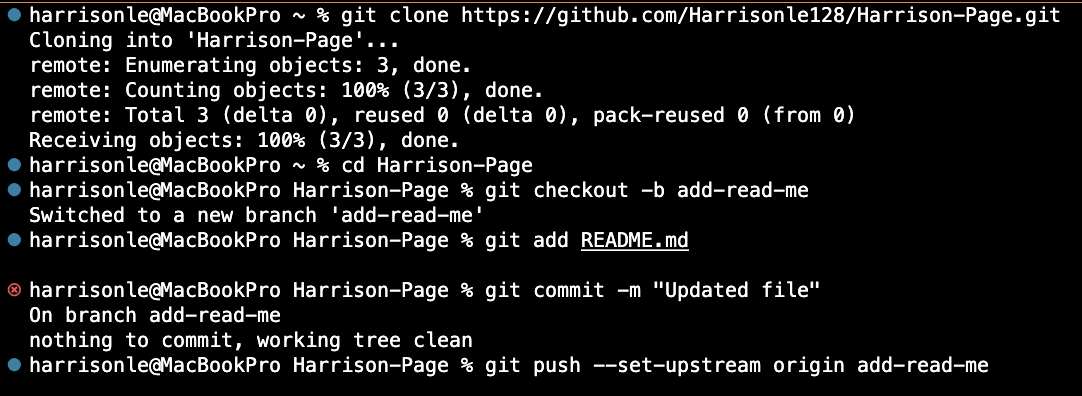 harrisonle@MacBookPro ~ % git clone https://github.com/Harrisonle128/Harrison-Page.git
Cloning into 'Harrison-Page'...
remote: Enumerating objects: 3, done.
remote: Counting objects: 100% (3/3), done.
remote: Total 3 (delta 0), reused 0 (delta 0), pack-reused 0 (from 0)
Receiving objects: 100% (3/3), done.
harrisonle@MacBookPro ~ % cd Harrison-Page
harrisonle@MacBookPro Harrison-Page % git checkout -b add-read-me
Switched to a new branch 'add-read-me'
harrisonle@MacBookPro Harrison-Page % git add README.md
harrisonle@MacBookPro Harrison-Page % git commit -m "Updated file"
On branch add-read-me
nothing to commit, working tree clean
harrisonle@MacBookPro Harrison-Page % git push --set-upstream origin add-read-me